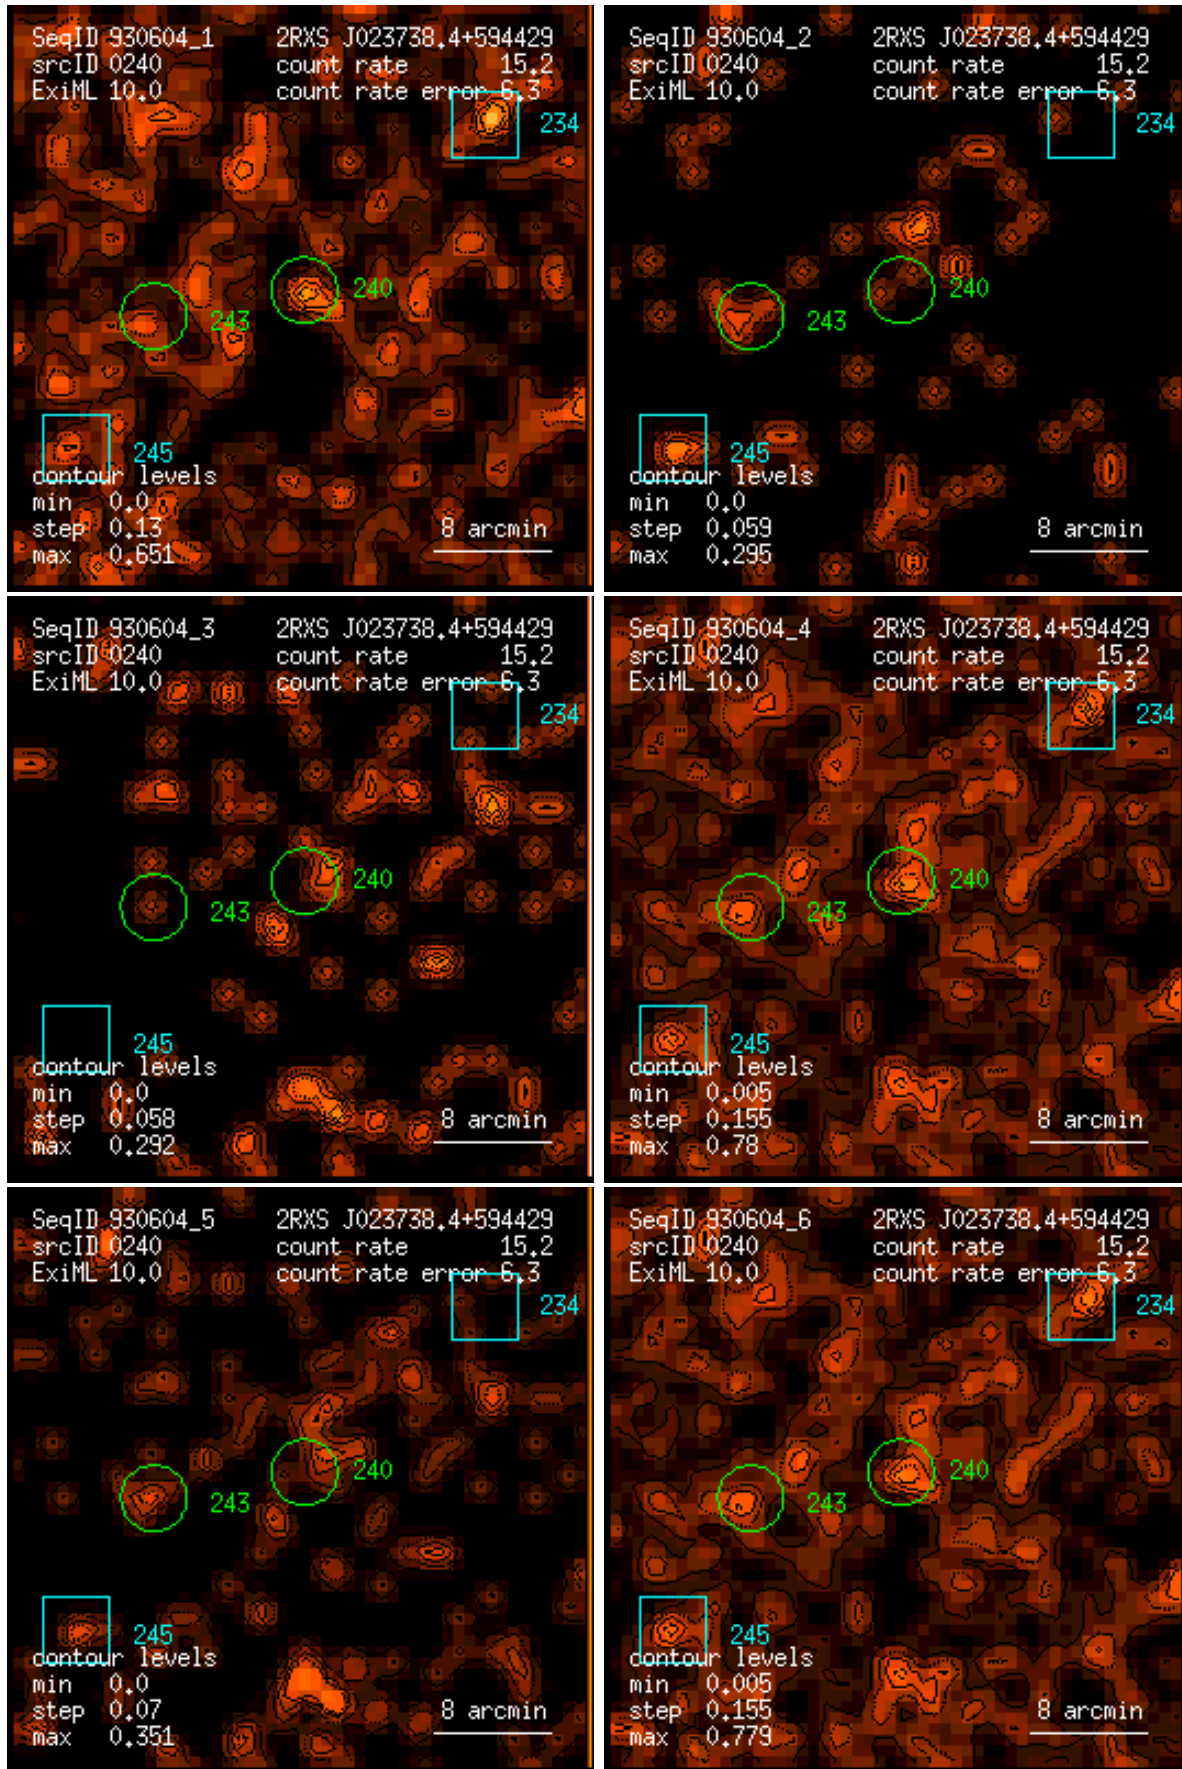 SeqID 930604_1 2RXS J023738.4+594429
srcID 0240 count rate 15.2
ExiML 10.0 count rate error 6.3
234
240
243
245
contour levels
min 0.0
step 0.13 8 arcmin
max 0.651
SeqID 930604_2 2RXS J023738.4+594429
srcID 0240 count rate 15.2
ExiML 10.0 count rate error 6.3
234
240
243
245
contour levels
min 0.0
step 0.059 8 arcmin
max 0.295
SeqID 930604_3 2RXS J023738.4+594429
srcID 0240 count rate 15.2
ExiML 10.0 count rate error 6.3
234
240
243
245
contour levels
min 0.0
step 0.058 8 arcmin
max 0.292
SeqID 930604_4 2RXS J023738.4+594429
srcID 0240 count rate 15.2
ExiML 10.0 count rate error 6.3
234
240
243
245
contour levels
min 0.005
step 0.155 8 arcmin
max 0.78
SeqID 930604_5 2RXS J023738.4+594429
srcID 0240 count rate 15.2
ExiML 10.0 count rate error 6.3
234
240
243
245
contour levels
min 0.0
step 0.07 8 arcmin
max 0.351
SeqID 930604_6 2RXS J023738.4+594429
srcID 0240 count rate 15.2
ExiML 10.0 count rate error 6.3
234
240
243
245
contour levels
min 0.005
step 0.155 8 arcmin
max 0.779